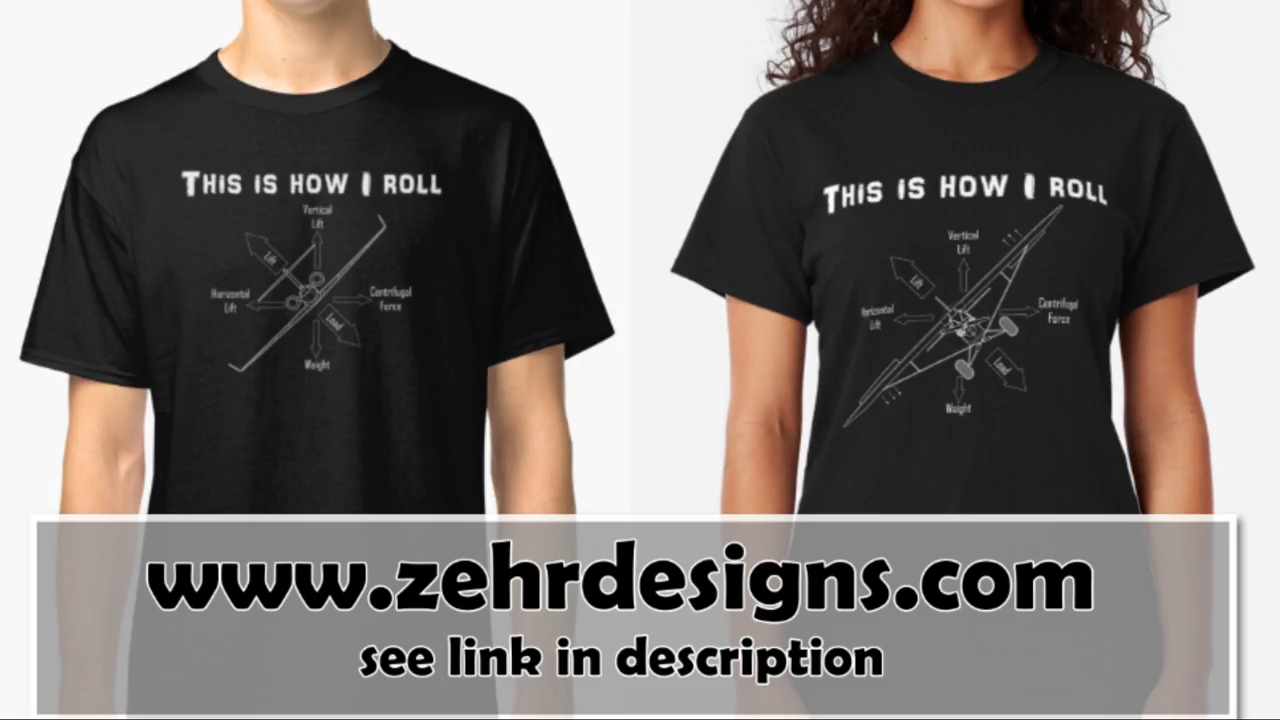 THIS IS HOW I ROLL
Vertical
Lift
Lift
Horizontal
Lift
Centrifugal
Force
Load
Weight
THIS IS HOW I ROLL
Vertical
Lift
Lift
Horizontal
Lift
Centrifugal
Force
Load
Weight
www.zehrdesigns.com
see link in description